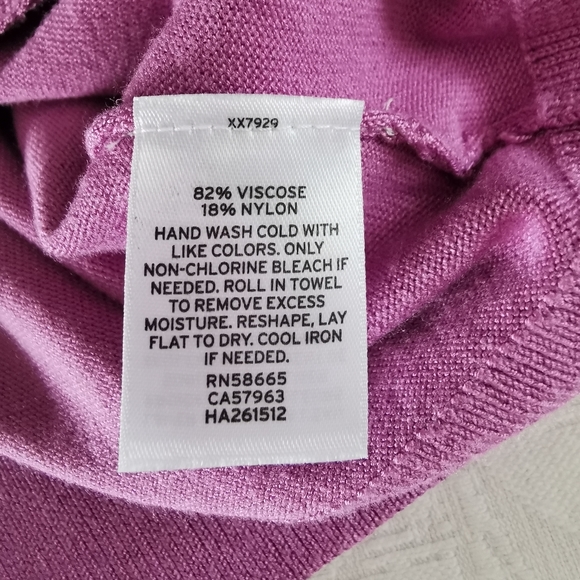 XX7929
82% VISCOSE
18% NYLON
HAND WASH COLD WITH
LIKE COLORS. ONLY
NON-CHLORINE BLEACH IF
NEEDED. ROLL IN TOWEL
TO REMOVE EXCESS
MOISTURE. RESHAPE, LAY
FLAT TO DRY. COOL IRON
IF NEEDED.
RN58665
CA57963
HA261512